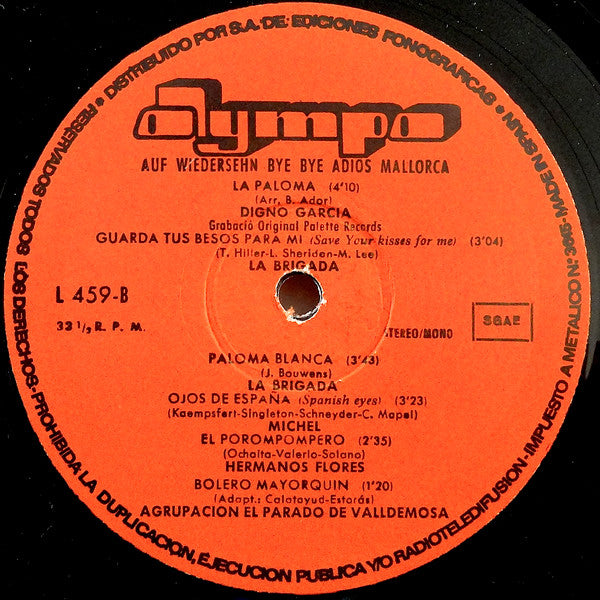 RESERVADOS TODOS LOS DERECHOS-PROHIBIDA LA DUPLICACION, EJECUCION PUBLICA Y/O RADIOTELEDIFUSION-IMPUESTO A METALICO Nº 395-MADE IN SPAIN
DISTRIBUIDO POR S.A. DE EDICIONES FONOGRAFICAS
Olympo
AUF WIEDERSEHN BYE BYE ADIOS MALLORCA
LA PALOMA (4'10)
(Arr. B. Ador)
DIGNO GARCIA
Grabació Original Palette Records
GUARDA TUS BESOS PARA MI (Save Your kisses for me) (3'04)
(T. Hiller-L. Sheridan-M. Lee)
LA BRIGADA
L 459-B
33 1/3 R. P. M.
STEREO/MONO
SGAE
PALOMA BLANCA (3'43)
(J. Bouwens)
LA BRIGADA
OJOS DE ESPAÑA (Spanish eyes) (3'23)
(Kaempfert-Singleton-Schneyder-C. Mapel)
MICHEL
EL POROMPOMPERO (2'35)
(Ochaita-Valerio-Solano)
HERMANOS FLORES
BOLERO MAYORQUIN (1'20)
(Adapt.: Calatayud-Estarás)
AGRUPACION EL PARADO DE VALLDEMOSA